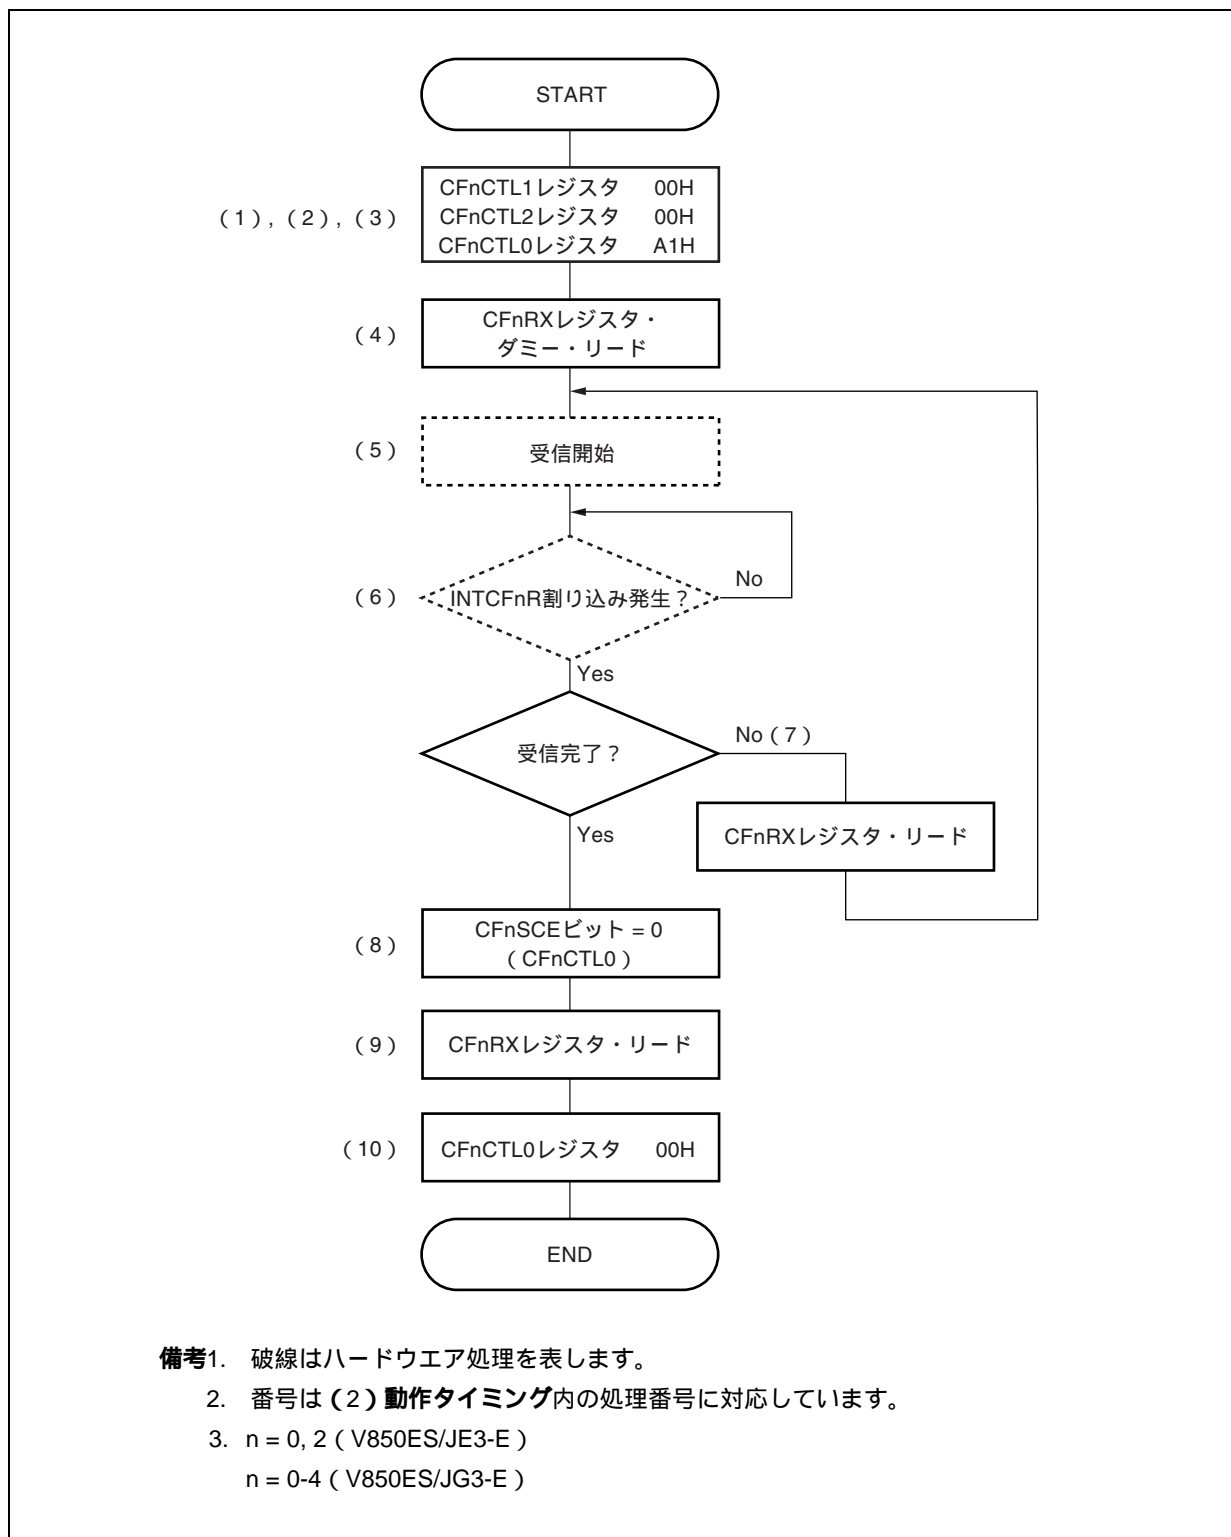 START
(1), (2), (3)
CFnCTL1レジスタ 00H
CFnCTL2レジスタ 00H
CFnCTL0レジスタ A1H
(4)
CFnRXレジスタ・
ダミー・リード
(5)
受信開始
(6)
INTCFnR割り込み発生?
No
Yes
受信完了?
No(7)
CFnRXレジスタ・リード
Yes
(8)
CFnSCEビット = 0
(CFnCTL0)
(9)
CFnRXレジスタ・リード
(10)
CFnCTL0レジスタ 00H
END
備考1. 破線はハードウエア処理を表します。
2. 番号は(2)動作タイミング内の処理番号に対応しています。
3. n = 0, 2(V850ES/JE3-E)
n = 0-4(V850ES/JG3-E)